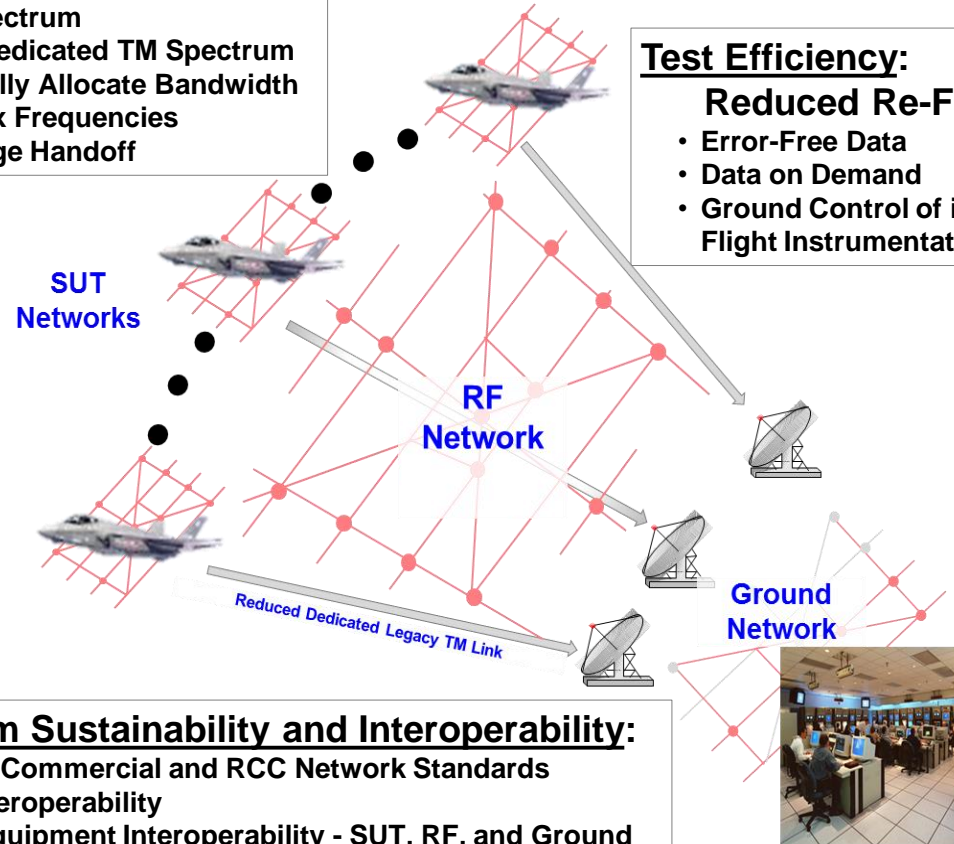 ectrum
edicated TM Spectrum
lly Allocate Bandwidth
x Frequencies
ge Handoff
Test Efficiency:
Reduced Re-F
• Error-Free Data
• Data on Demand
• Ground Control of i
Flight Instrumentat
SUT
Networks
RF
Network
Reduced Dedicated Legacy TM Link
Ground
Network
m Sustainability and Interoperability:
Commercial and RCC Network Standards
eroperability
quipment Interoperability - SUT, RF, and Ground